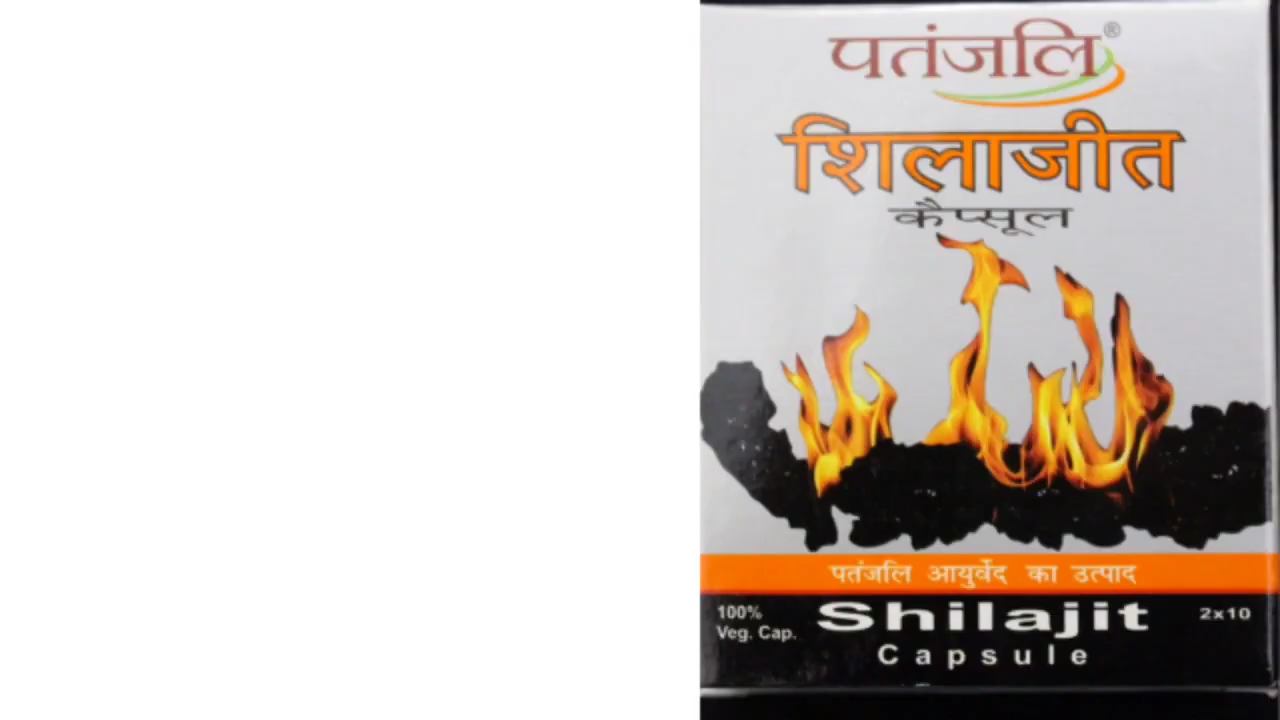 पतंजलि®
शिलाजीत
कैप्सूल
पतंजलि आयुर्वेद का उत्पाद
100%
Veg. Cap.
Shilajit
Capsule
2x10